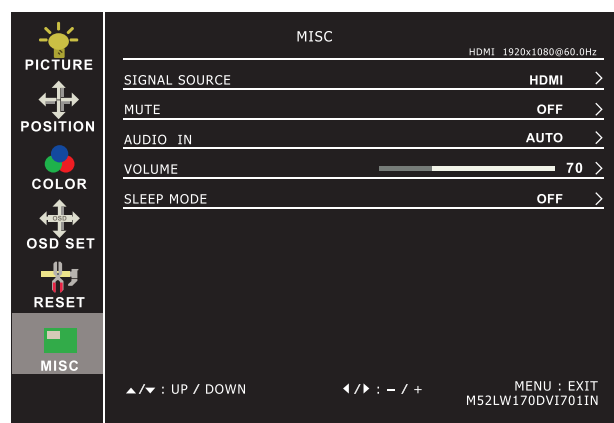 PICTURE
POSITION
COLOR
OSD
OSD SET
RESET
MISC
MISC
HDMI 1920x1080@60.0Hz
SIGNAL SOURCE HDMI
MUTE OFF
AUDIO IN AUTO
VOLUME 70
SLEEP MODE OFF
▲/▼ : UP / DOWN ◀/▶ : – / + MENU : EXIT
M52LW170DVI701IN